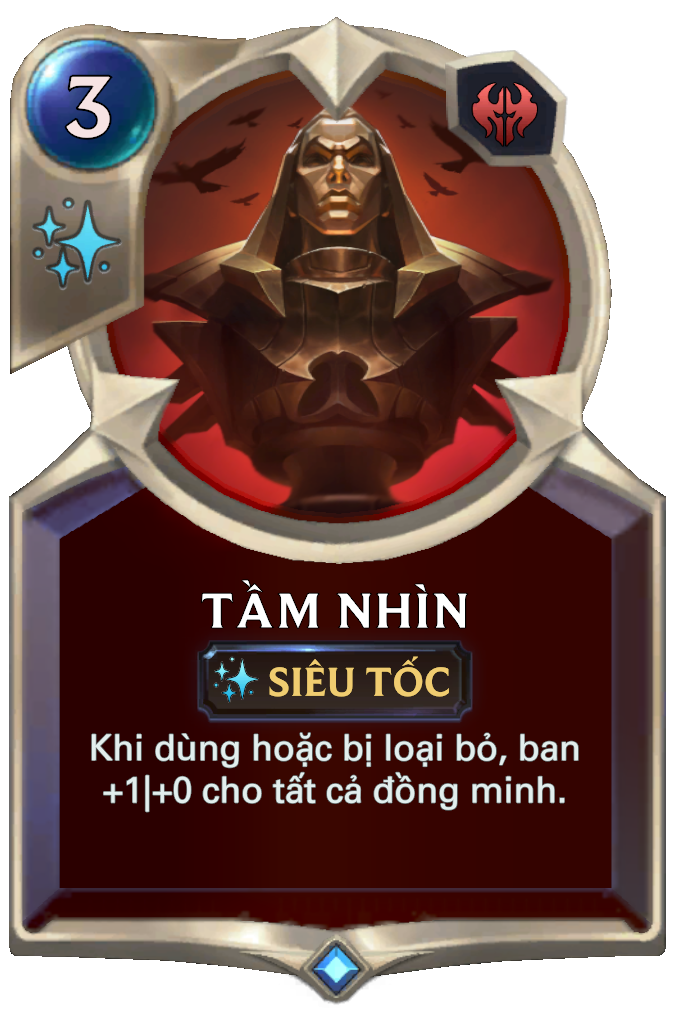 3
TẦM NHÌN
SIÊU TỐC
Khi dùng hoặc bị loại bỏ, ban
+1|+0 cho tất cả đồng minh.